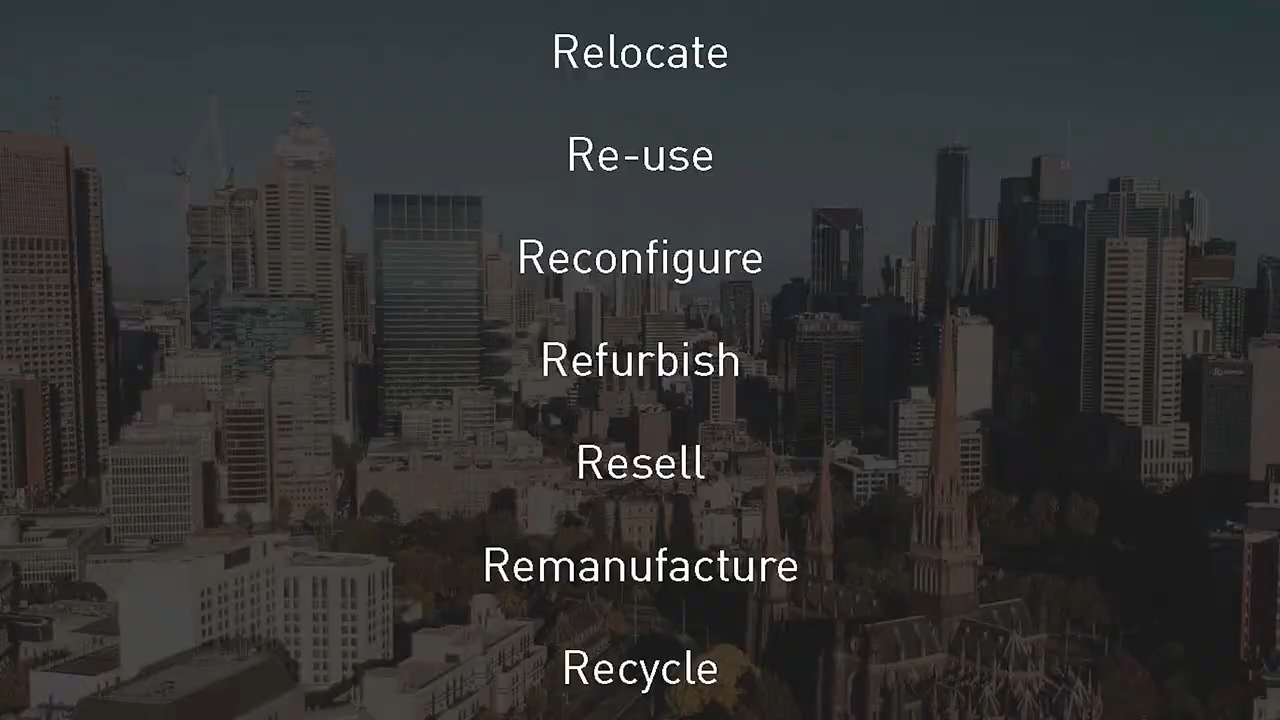 Relocate
Re-use
Reconfigure
Refurbish
Resell
Remanufacture
Recycle